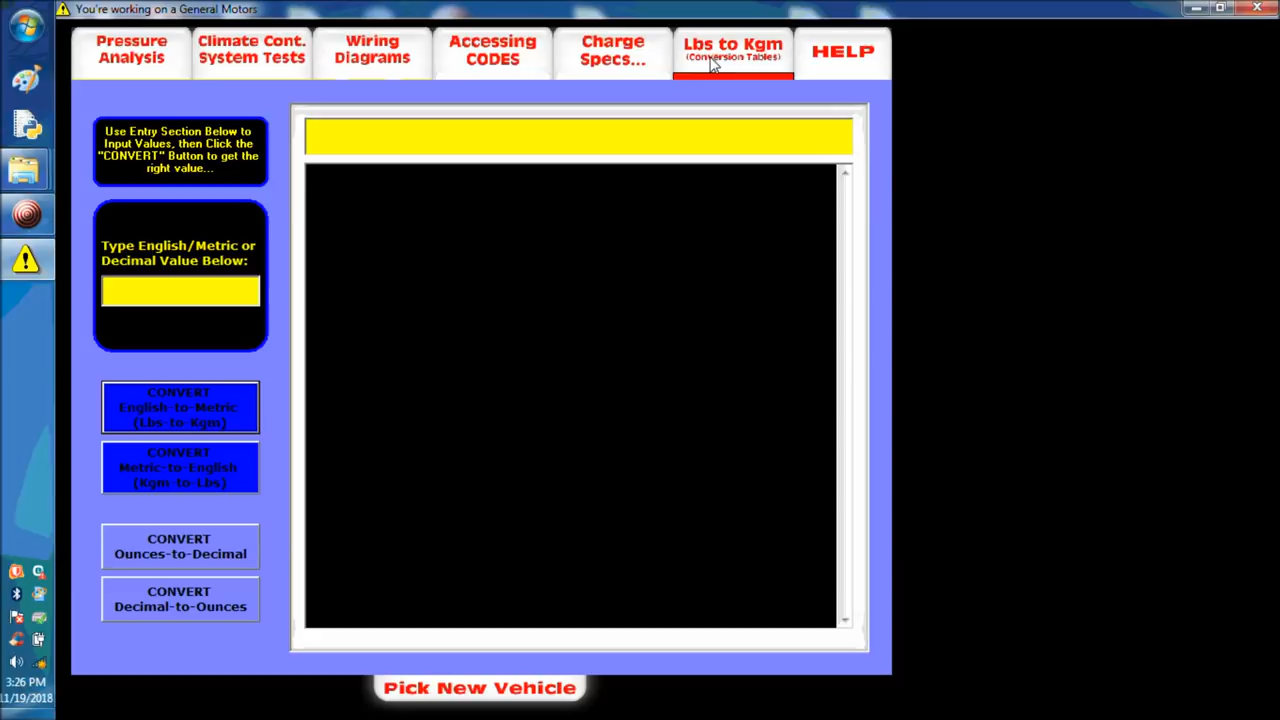 You're working on a General Motors
Pressure
Analysis
Climate Cont.
System Tests
Wiring
Diagrams
Accessing
CODES
Charge
Specs...
Lbs to Kgm
(Conversion Tables)
HELP
Use Entry Section Below to
Input Values, then Click the
"CONVERT" Button to get the
right value...
Type English/Metric or
Decimal Value Below:
CONVERT
English-to-Metric
(Lbs-to-Kgm)
CONVERT
Metric-to-English
(Kgm-to-Lbs)
CONVERT
Ounces-to-Decimal
CONVERT
Decimal-to-Ounces
Pick New Vehicle
3:26 PM
11/19/2018